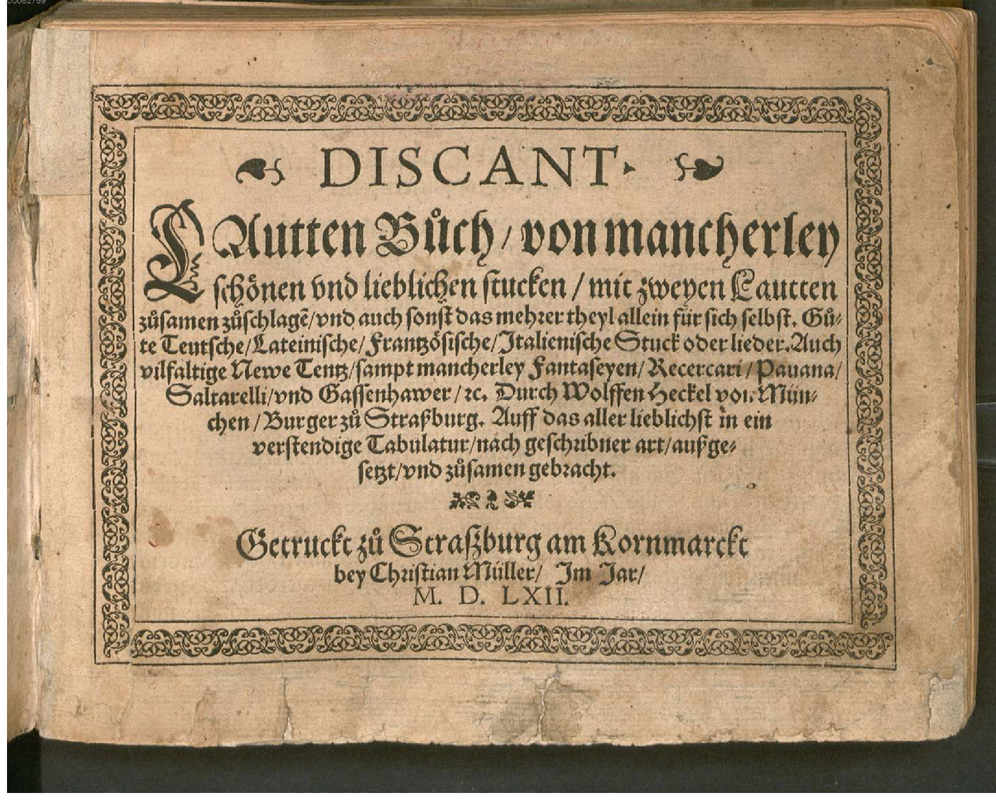 DISCANT.
LAutten Bůch / von mancherley
schönen vnd lieblichen stucken / mit zweyen Lautten
zůsamen zůschlagẽ / vnd auch sonst das mehrer theyl allein für sich selbst. Gů-
te Teutsche / Lateinische / Frantzösische / Italienische Stuck oder lieder. Auch
vilfaltige Newe Tentz / sampt mancherley Fantaseyen / Recercari / Pauana /
Saltarelli / vnd Gassenhawer / ꝛc. Durch Wolffen Heckel von Mün-
chen / Burger zů Straßburg. Auff das aller lieblichst in ein
verstendige Tabulatur / nach geschribner art / außge-
setzt / vnd zůsamen gebracht.
Getruckt zů Straßburg am Kornmarckt
bey Christian Müller / Im Jar /
M. D. LXII.